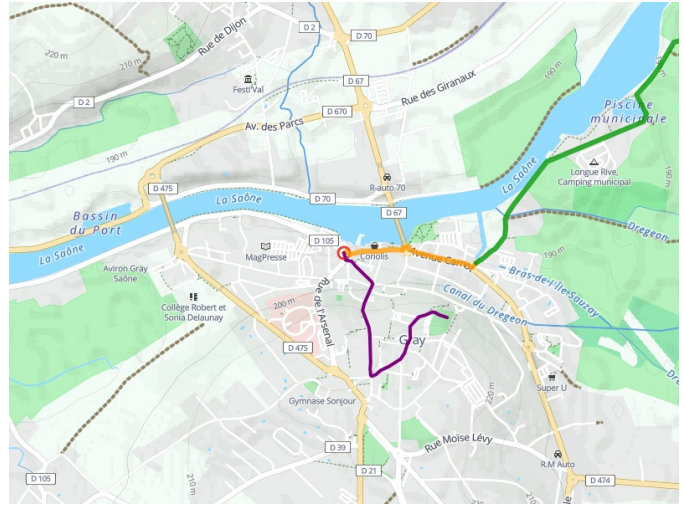 220 m
210 m
Rue de Dijon
D 2
D 70
Festi'Val
D 67
Rue des Giranaux
D 2
D 670
Av. des Parcs
190 m
190 m
Piscine
municipale
Longue Rive,
Camping municipal
190 m
La Saône
D 475
R-auto 70
La Saône
D 70
D 67
Bassin
du Port
La Saône
D 105
MagPresse
Coriolis
Avenue Carnot
Dregeon
190 m
Aviron Gray
Saône
Bras-de-l'Île-Sauzay
Canal du Dregeon
Collège Robert et
Sonia Delaunay
200 m
Rue de l'Arsenal
Gray
D 475
Super U
Gymnase Sonjour
220 m
Rue Moïse Lévy
D 39
R.M Auto
D 21
D 105
210 m
D 474